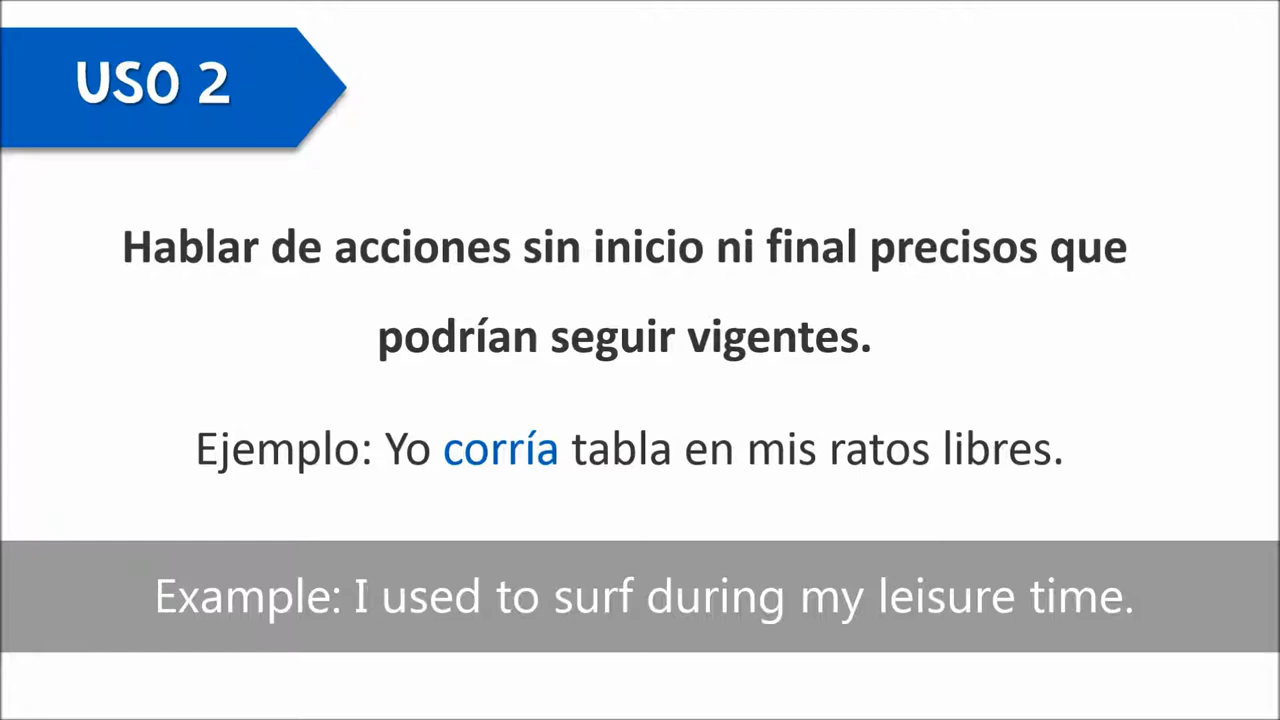 USO 2
Hablar de acciones sin inicio ni final precisos que
podrían seguir vigentes.
Ejemplo: Yo corría tabla en mis ratos libres.
Example: I used to surf during my leisure time.